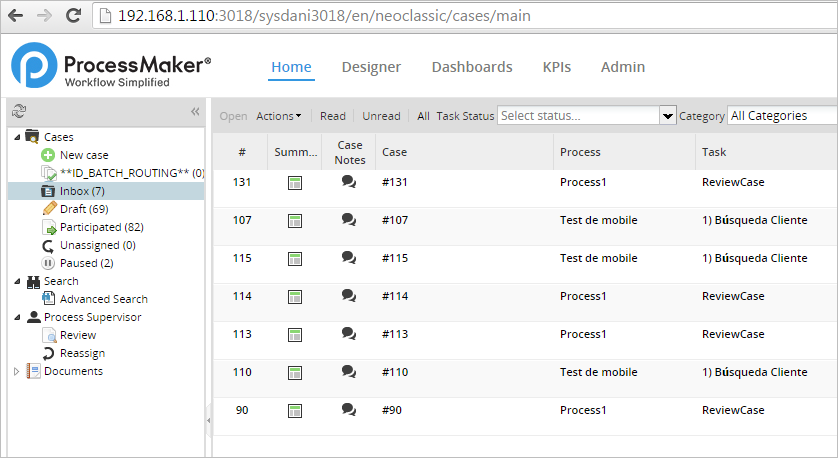 192.168.1.110:3018/sysdani3018/en/neoclassic/cases/main
ProcessMaker®
Workflow Simplified
Home Designer Dashboards KPIs Admin
Open Actions Read Unread All Task Status Select status... Category All Categories
Cases
New case
**ID_BATCH_ROUTING** (0)
Inbox (7)
Draft (69)
Participated (82)
Unassigned (0)
Paused (2)
Search
Advanced Search
Process Supervisor
Review
Reassign
Documents
# Summ... Case Notes Case Process Task
131 #131 Process1 ReviewCase
107 #107 Test de mobile 1) Búsqueda Cliente
115 #115 Test de mobile 1) Búsqueda Cliente
114 #114 Process1 ReviewCase
113 #113 Process1 ReviewCase
110 #110 Test de mobile 1) Búsqueda Cliente
90 #90 Process1 ReviewCase